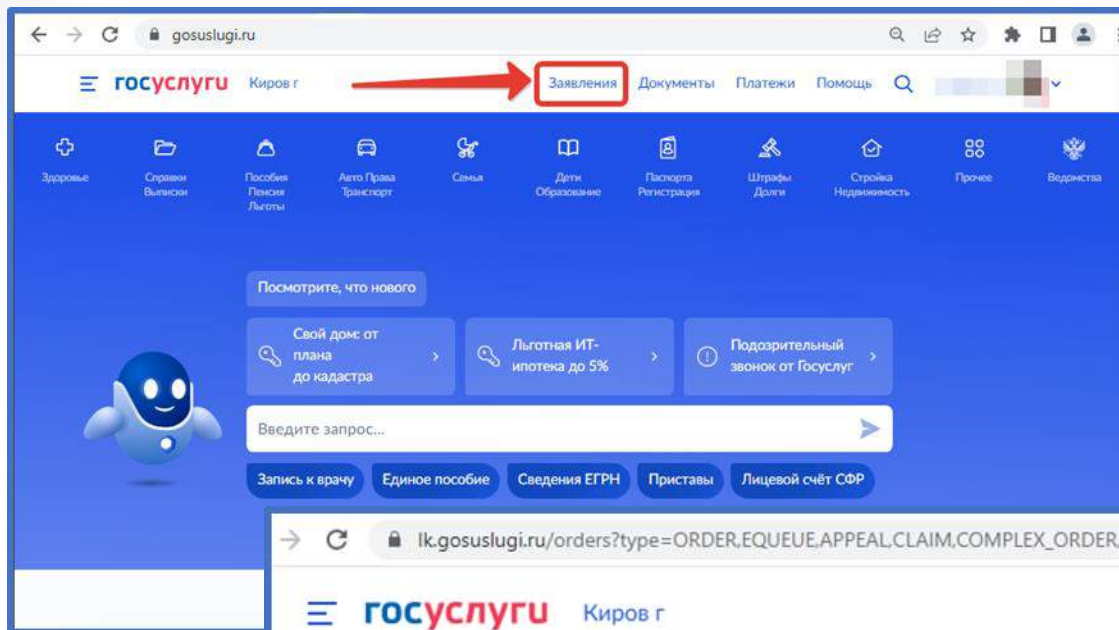 gosuslugi.ru
госуслуги Киров г Заявления Документы Платежи Помощь
Здоровье
Справки
Выписки
Пособия
Пенсия
Льготы
Авто Права
Транспорт
Семья
Дети
Образование
Паспорта
Регистрация
Штрафы
Долги
Стройка
Недвижимость
Прочее
Ведомства
Посмотрите, что нового
Свой дом: от
плана
до кадастра
Льготная ИТ-
ипотека до 5%
Подозрительный
звонок от Госуслуг
Введите запрос...
Запись к врачу Единое пособие Сведения ЕГРН Приставы Лицевой счёт СФР
lk.gosuslugi.ru/orders?type=ORDER,EQUEUE,APPEAL,CLAIM,COMPLEX_ORDER,
госуслуги Киров г